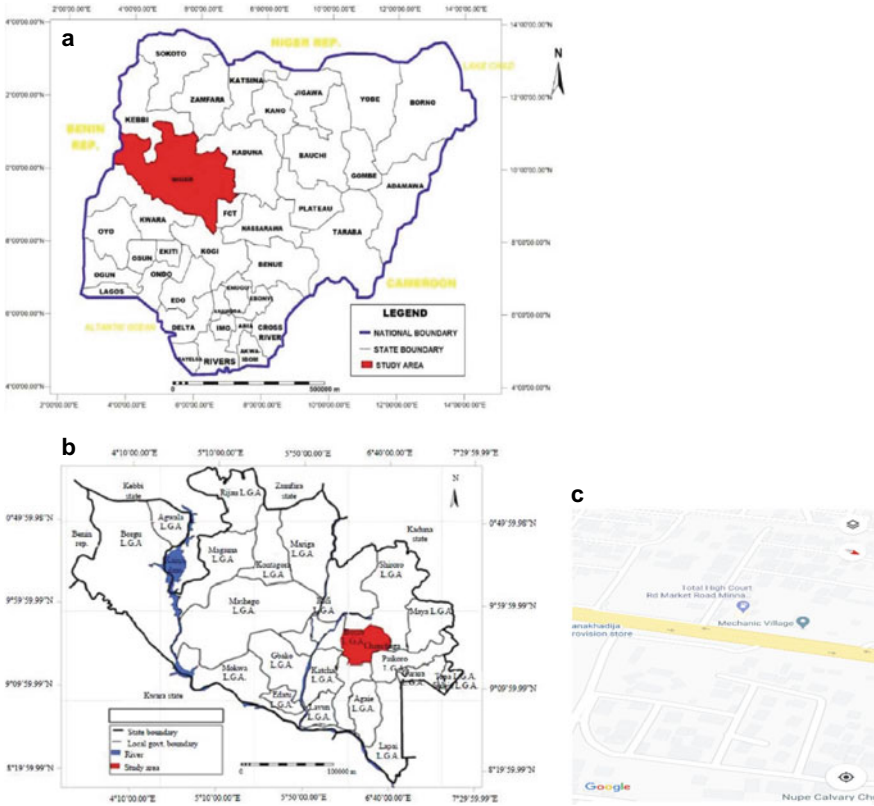 a
2°00'00.00"E 4°00'00.00"E 6°00'00.00"E 8°00'00.00"E 10°00'00.00"E 12°00'00.00"E 14°00'00.00"E
NIGER REP.
LAKE CHAD
N
SOKOTO
KATSINA
JIGAWA
YOBE
BORNO
ZAMFARA
KANO
KEBBI
BENIN
REP.
KADUNA
BAUCHI
NIGER
GOMBE
ADAMAWA
FCT
PLATEAU
KWARA
NASSARAWA
TARABA
OYO
KOGI
OSUN
EKITI
BENUE
OGUN
ONDO
LAGOS
EDO
ENUGU
EBONYI
CAMEROON
DELTA
IMO
ABIA
CROSS
RIVER
RIVERS
AKWA-
IBOM
LEGEND
NATIONAL BOUNDARY
STATE BOUNDARY
STUDY AREA
0 500000 m
14°00'00.00"N
12°00'00.00"N
10°00'00.00"N
8°00'00.00"N
6°00'00.00"N
4°00'00.00"N
2°00'00.00"E 4°00'00.00"E 6°00'00.00"E 8°00'00.00"E 10°00'00.00"E 12°00'00.00"E 14°00'00.00"E
b
4°10'00.00"E 5°10'00.00"E 5°50'00.00"E 6°40'00.00"E 7°29'59.99"E
N
Kebbi
state
Rijau L.G.A
Zamfara
state
Kaduna
state
0°49'59.98"N
Benin
rep.
Borgu
L.G.A.
Agwala
L.G.A
Magama
L.G.A.
Kontagora
L.G.A.
Mariga
L.G.A.
Shiroro
L.G.A.
9°59'59.99"N
Mashegu
L.G.A.
L.G.A.
Paikoro
L.G.A.
Gbako
L.G.A.
Katcha
L.G.A.
Mokwa
L.G.A.
9°09'59.99"N
Kwara state
Edati
L.G.A.
Lavun
L.G.A.
Agaie
L.G.A.
Lapai
L.G.A.
State boundary
Local govt. boundary
River
Study area
0 100000 m
8°19'59.99"N
4°10'00.00"E 5°10'00.00"E 5°50'00.00"E 6°40'00.00"E 7°29'59.99"E
c
Total High Court
Rd Market Road Minna...
Mechanic Village
anakhadija
rovision store
Google
Nupe Calvary Ch